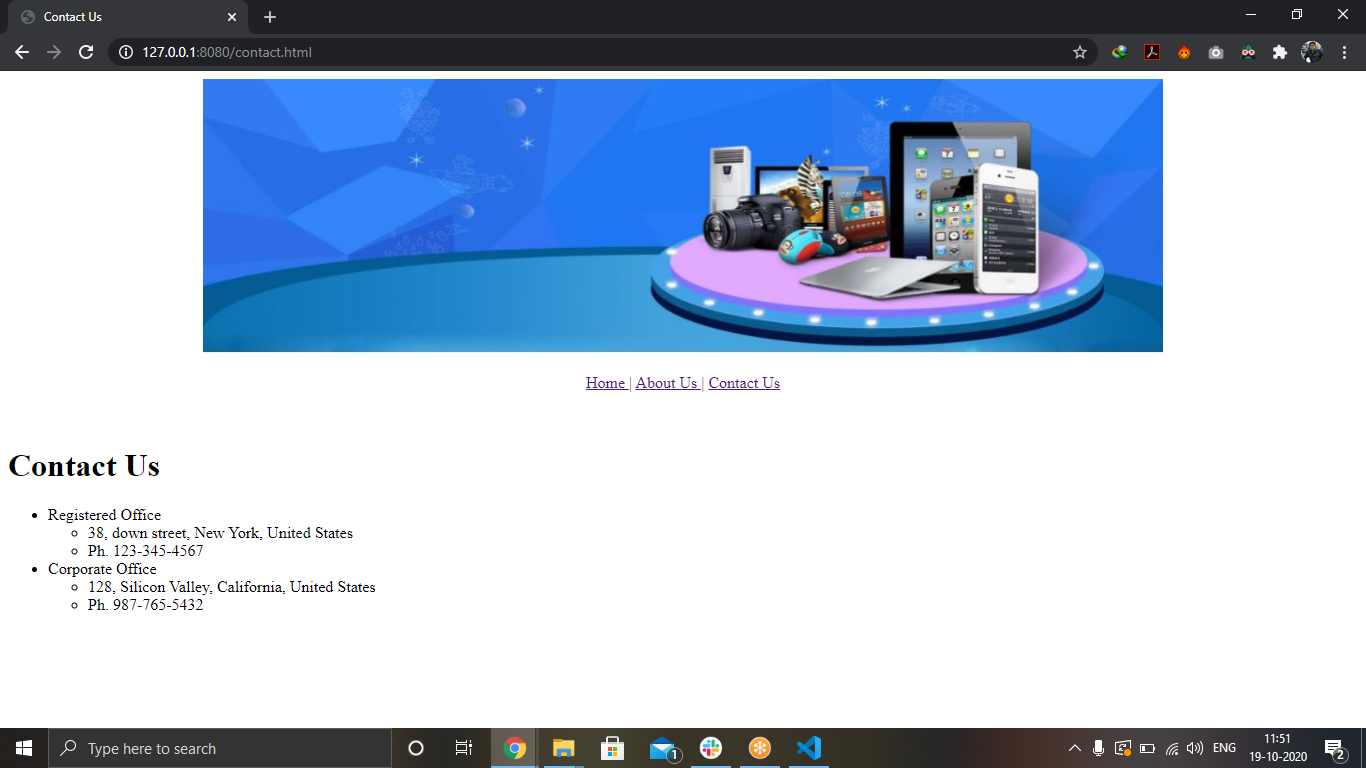 Contact Us
127.0.0.1:8080/contact.html
Home | About Us | Contact Us
Contact Us
Registered Office
38, down street, New York, United States
Ph. 123-345-4567
Corporate Office
128, Silicon Valley, California, United States
Ph. 987-765-5432
Type here to search
1
ENG
11:51
19-10-2020
2